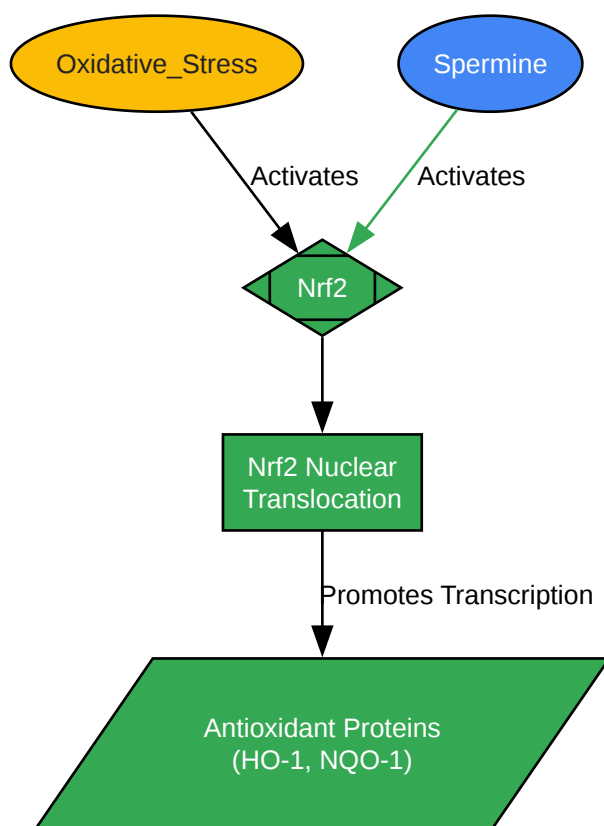 Oxidative_Stress
Spermine
Activates
Activates
Nrf2
Nrf2 Nuclear
Translocation
Promotes Transcription
Antioxidant Proteins
(HO-1, NQO-1)